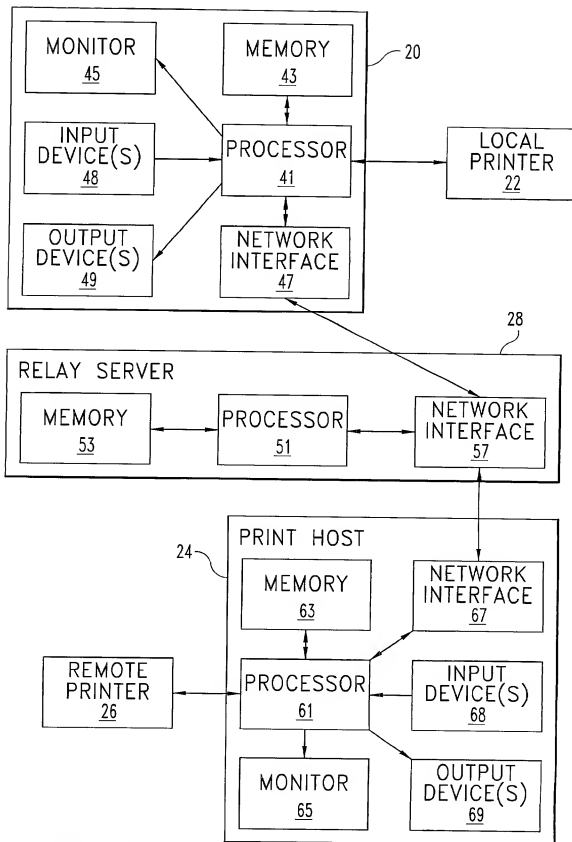 MONITOR
45
MEMORY
43
20
INPUT
DEVICE(S)
48
PROCESSOR
41
LOCAL
PRINTER
22
OUTPUT
DEVICE(S)
49
NETWORK
INTERFACE
47
28
RELAY SERVER
MEMORY
53
PROCESSOR
51
NETWORK
INTERFACE
57
24
PRINT HOST
MEMORY
63
NETWORK
INTERFACE
67
REMOTE
PRINTER
26
PROCESSOR
61
INPUT
DEVICE(S)
68
MONITOR
65
OUTPUT
DEVICE(S)
69